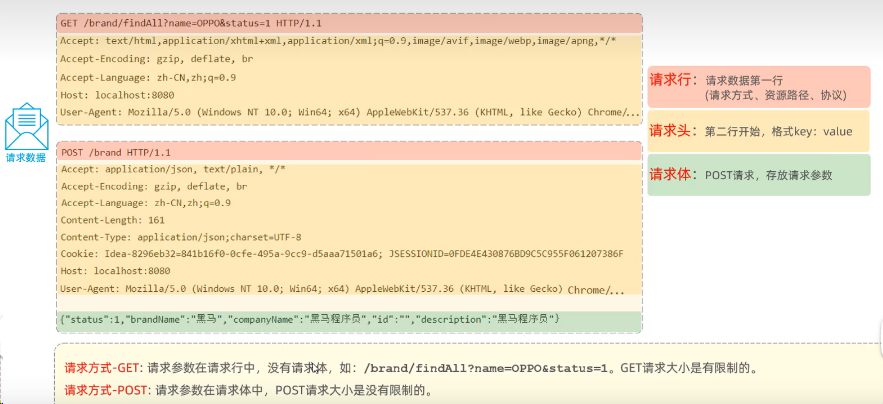 GET /brand/findAll?name=OPPO&status=1 HTTP/1.1
Accept: text/html,application/xhtml+xml,application/xml;q=0.9,image/avif,image/webp,image/apng,*/*
Accept-Encoding: gzip, deflate, br
Accept-Language: zh-CN,zh;q=0.9
Host: localhost:8080
User-Agent: Mozilla/5.0 (Windows NT 10.0; Win64; x64) AppleWebKit/537.36 (KHTML, like Gecko) Chrome/...
请求数据
POST /brand HTTP/1.1
Accept: application/json, text/plain, */*
Accept-Encoding: gzip, deflate, br
Accept-Language: zh-CN,zh;q=0.9
Content-Length: 161
Content-Type: application/json;charset=UTF-8
Cookie: Idea-8296eb32=841b16f0-0cfe-495a-9cc9-d5aaa71501a6; JSESSIONID=0FDE4E430876BD9C5C955F061207386F
Host: localhost:8080
User-Agent: Mozilla/5.0 (Windows NT 10.0; Win64; x64) AppleWebKit/537.36 (KHTML, like Gecko) Chrome/...
{"status":1,"brandName":"黑马","companyName":"黑马程序员","id":"","description":"黑马程序员"}
请求行：请求数据第一行
(请求方式、资源路径、协议)
请求头：第二行开始，格式key：value
请求体：POST请求，存放请求参数
请求方式-GET: 请求参数在请求行中，没有请求体，如：/brand/findAll?name=OPPO&status=1。GET请求大小是有限制的。
请求方式-POST: 请求参数在请求体中，POST请求大小是没有限制的。